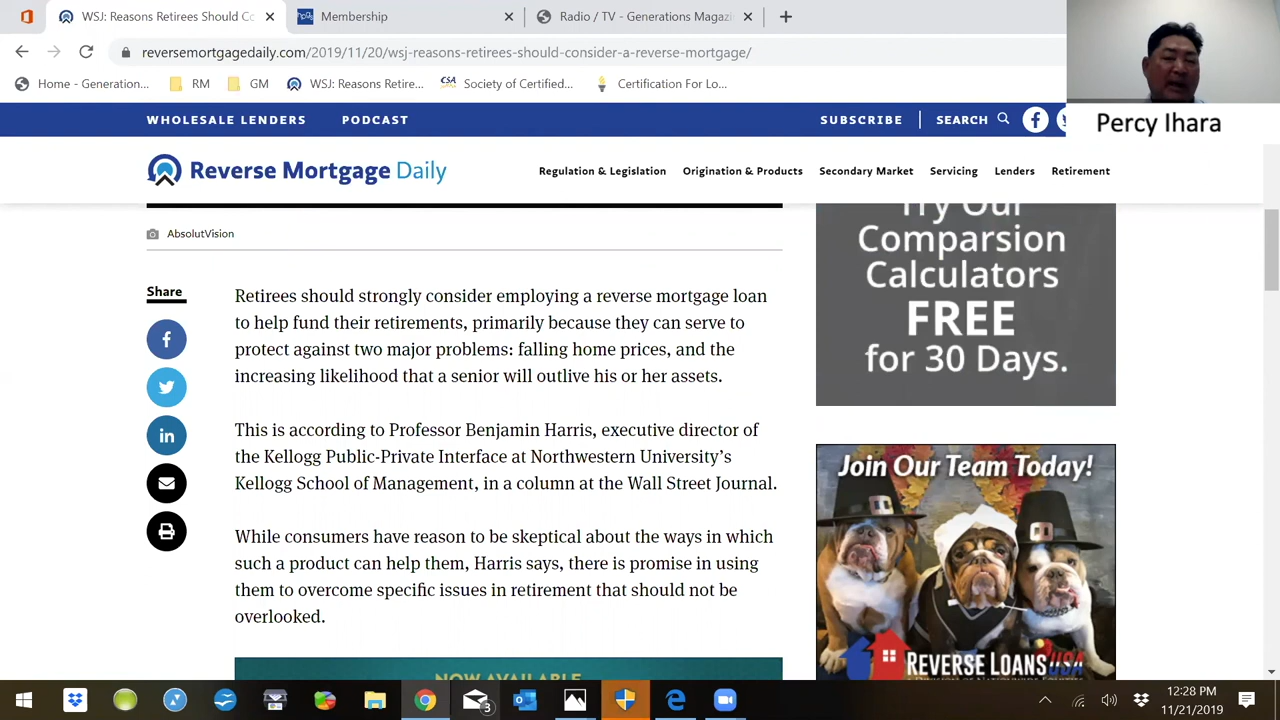 WSJ: Reasons Retirees Should Co
Membership
Radio / TV - Generations Magazi
reversemortgagedaily.com/2019/11/20/wsj-reasons-retirees-should-consider-a-reverse-mortgage/
Home - Generation...
RM
GM
WSJ: Reasons Retire...
CSA
Society of Certified...
Certification For Lo...
Percy Ihara
WHOLESALE LENDERS
PODCAST
SUBSCRIBE
SEARCH
Reverse Mortgage Daily
Regulation & Legislation
Origination & Products
Secondary Market
Servicing
Lenders
Retirement
AbsolutVision
Share
Retirees should strongly consider employing a reverse mortgage loan
to help fund their retirements, primarily because they can serve to
protect against two major problems: falling home prices, and the
increasing likelihood that a senior will outlive his or her assets.
This is according to Professor Benjamin Harris, executive director of
the Kellogg Public-Private Interface at Northwestern University’s
Kellogg School of Management, in a column at the Wall Street Journal.
While consumers have reason to be skeptical about the ways in which
such a product can help them, Harris says, there is promise in using
them to overcome specific issues in retirement that should not be
overlooked.
NOW AVAILABLE
Try Our
Comparsion
Calculators
FREE
for 30 Days.
Join Our Team Today!
REVERSE LOANS USA
3
12:28 PM
11/21/2019